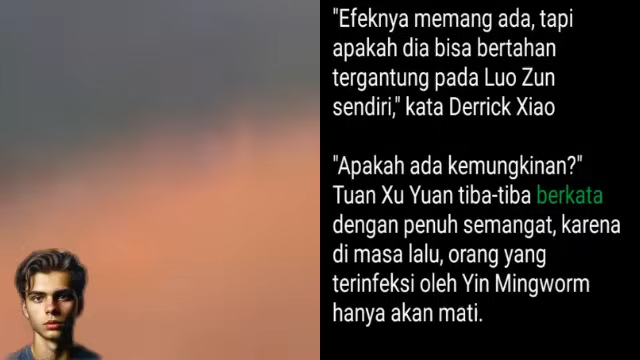 "Efeknya memang ada, tapi
apakah dia bisa bertahan
tergantung pada Luo Zun
sendiri," kata Derrick Xiao
"Apakah ada kemungkinan?"
Tuan Xu Yuan tiba-tiba berkata
dengan penuh semangat, karena
di masa lalu, orang yang
terinfeksi oleh Yin Mingworm
hanya akan mati.